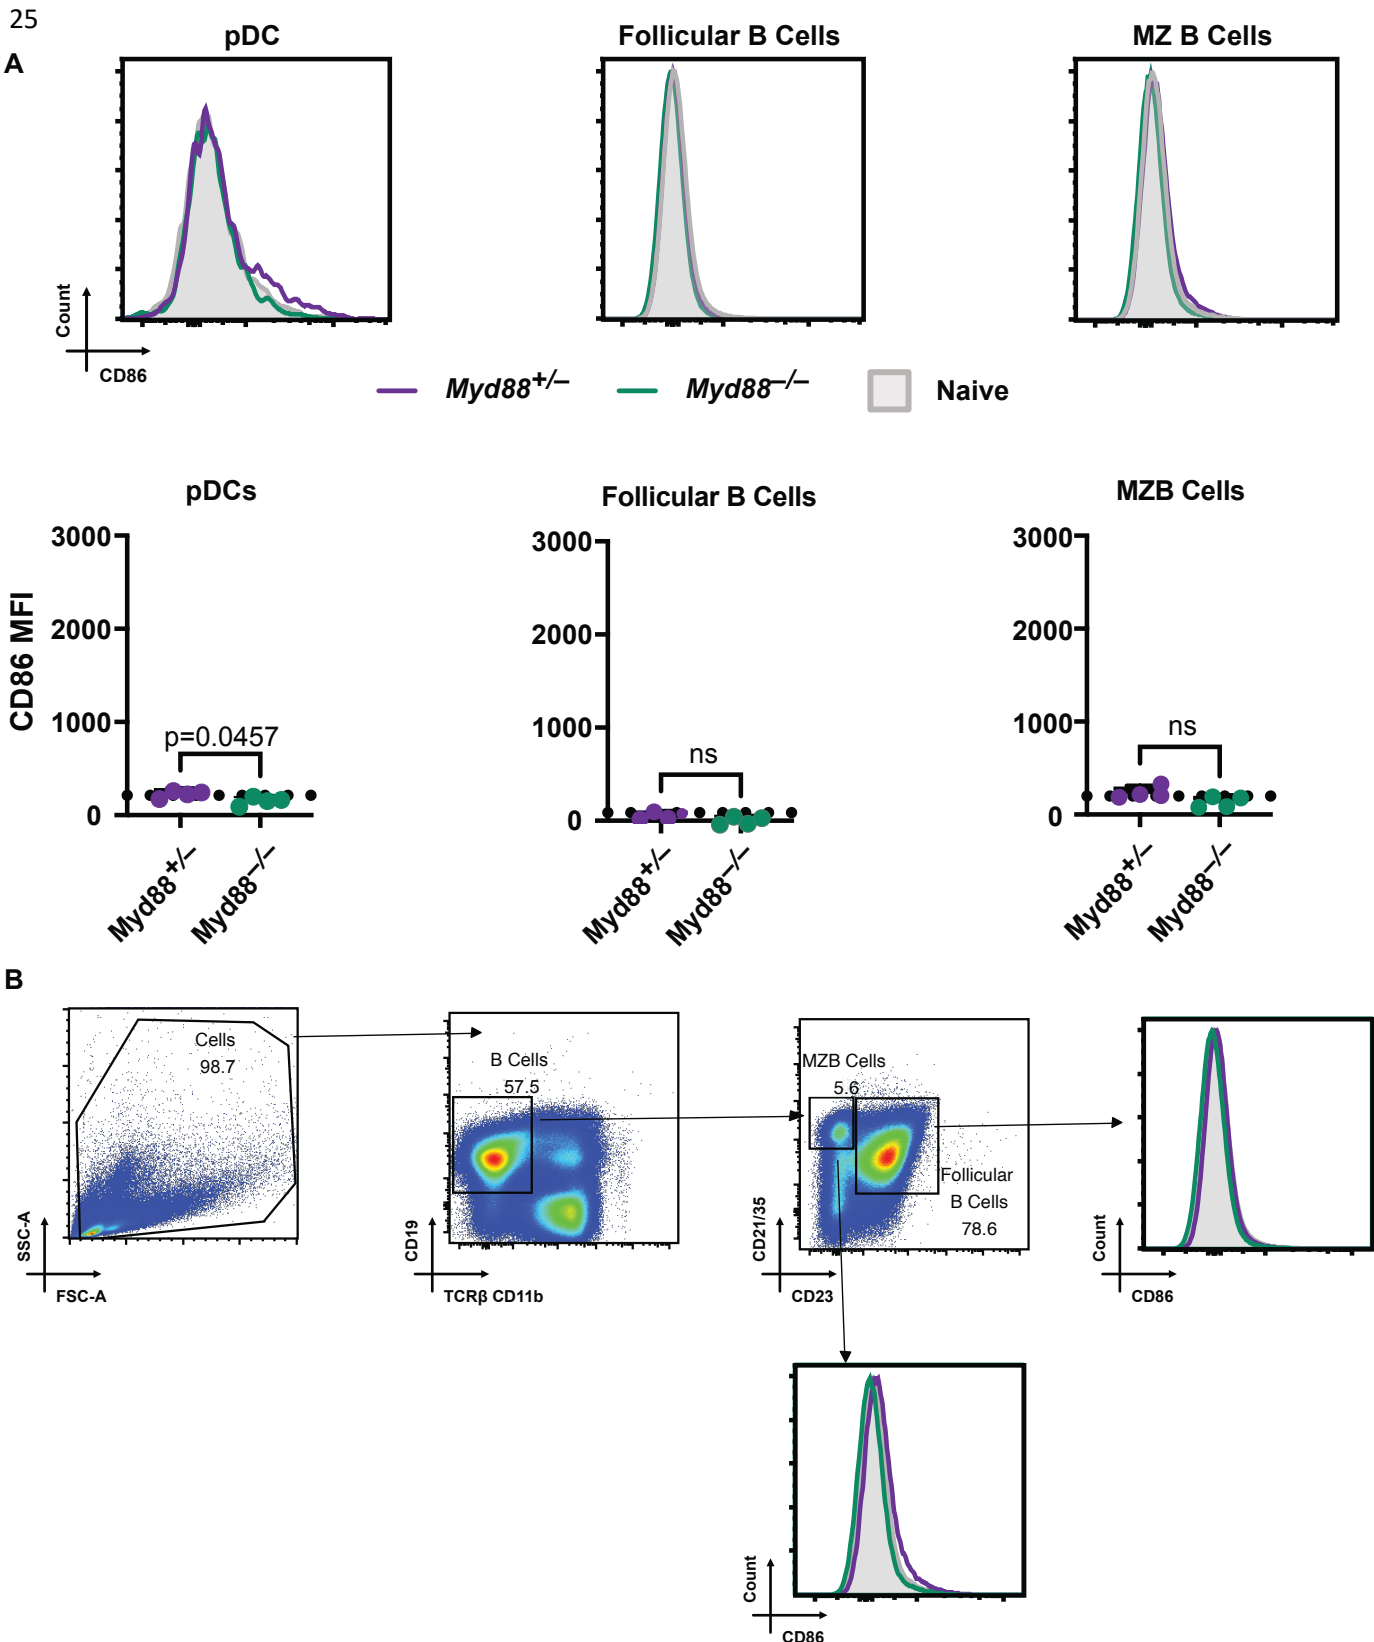 25
A
pDC
Follicular B Cells
MZ B Cells
Count
CD86
Myd88+/–
Myd88–/–
Naive
pDCs
Follicular B Cells
MZB Cells
CD86 MFI
3000
2000
1000
0
p=0.0457
Myd88+/–
Myd88–/–
3000
2000
1000
0
ns
Myd88+/–
Myd88–/–
3000
2000
1000
0
ns
Myd88+/–
Myd88–/–
B
Cells
98.7
SSC-A
FSC-A
B Cells
57.5
CD19
TCRβ CD11b
MZB Cells
5.6
Follicular
B Cells
78.6
CD21/35
CD23
Count
CD86
Count
CD86